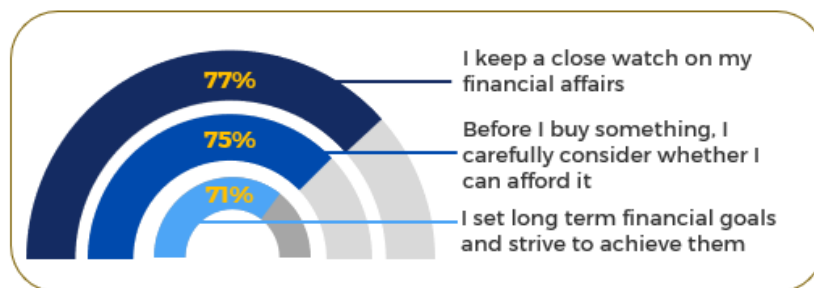 77%
I keep a close watch on my
financial affairs
75%
Before I buy something, I
carefully consider whether I
can afford it
71%
I set long term financial goals
and strive to achieve them